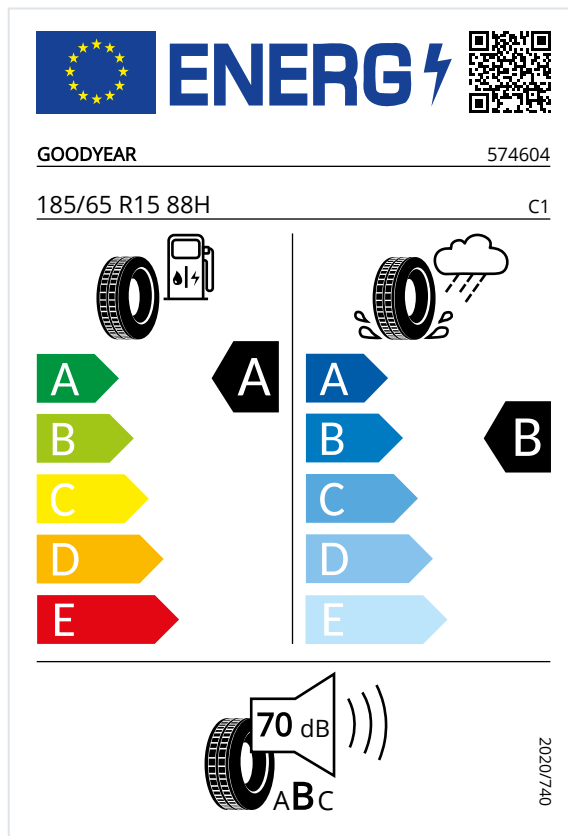 ENERG
GOODYEAR 574604
185/65 R15 88H C1
A A A
B B B
C C
D D
E E
70 dB
ABC
2020/740